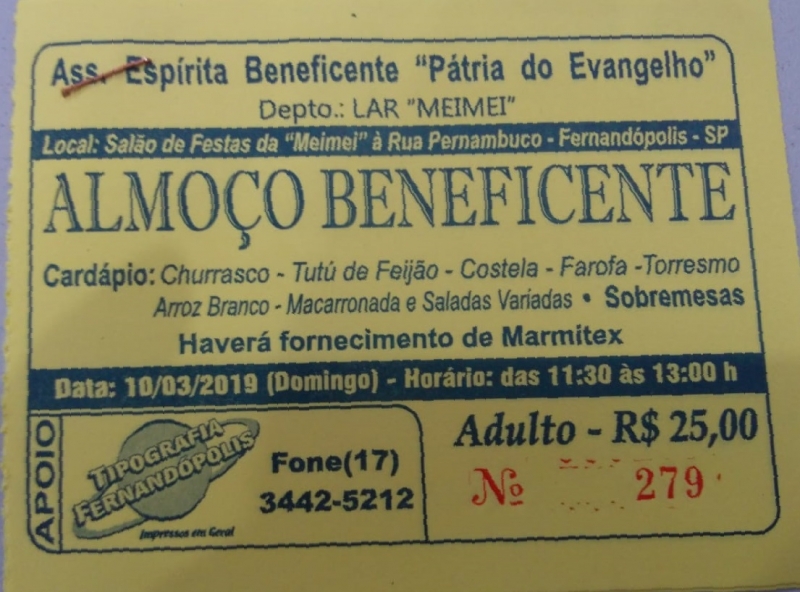 Ass. Espírita Beneficente "Pátria do Evangelho"
Depto.: LAR "MEIMEI"
Local: Salão de Festas da "Meimei" à Rua Pernambuco - Fernandópolis - SP
ALMOÇO BENEFICENTE
Cardápio: Churrasco - Tutú de Feijão - Costela - Farofa -Torresmo
Arroz Branco - Macarronada e Saladas Variadas • Sobremesas
Haverá fornecimento de Marmitex
Data: 10/03/2019 (Domingo) - Horário: das 11:30 às 13:00 h
APOIO
TIPOGRAFIA
FERNANDÓPOLIS
Impressos em Geral
Fone(17)
3442-5212
Adulto - R$ 25,00
Nº 279